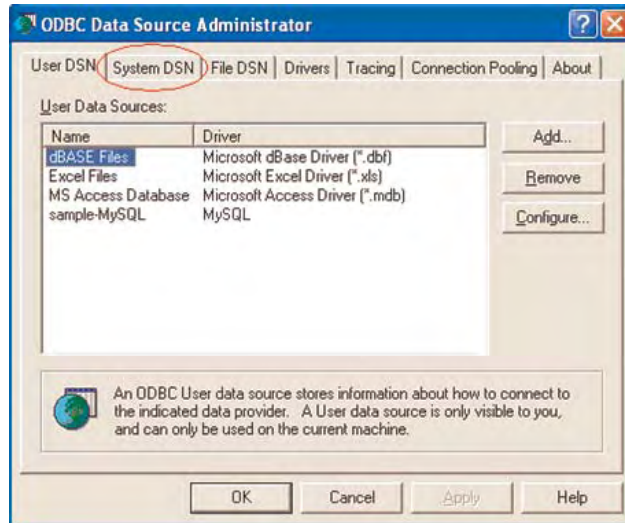 ODBC Data Source Administrator
User DSN System DSN File DSN Drivers Tracing Connection Pooling About
User Data Sources:
Name Driver
dBASE Files Microsoft dBase Driver (*.dbf)
Excel Files Microsoft Excel Driver (*.xls)
MS Access Database Microsoft Access Driver (*.mdb)
sample-MySQL MySQL
Add...
Remove
Configure...
An ODBC User data source stores information about how to connect to
the indicated data provider. A User data source is only visible to you,
and can only be used on the current machine.
OK Cancel Apply Help